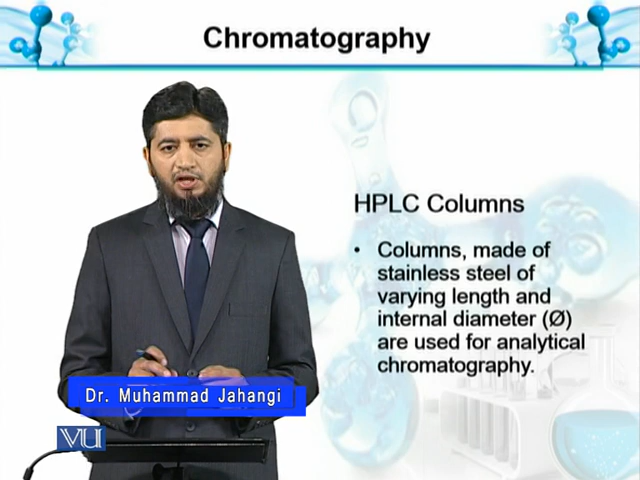 Chromatography
HPLC Columns
• Columns, made of
stainless steel of
varying length and
internal diameter (Ø)
are used for analytical
chromatography.
Dr. Muhammad Jahangi
VU